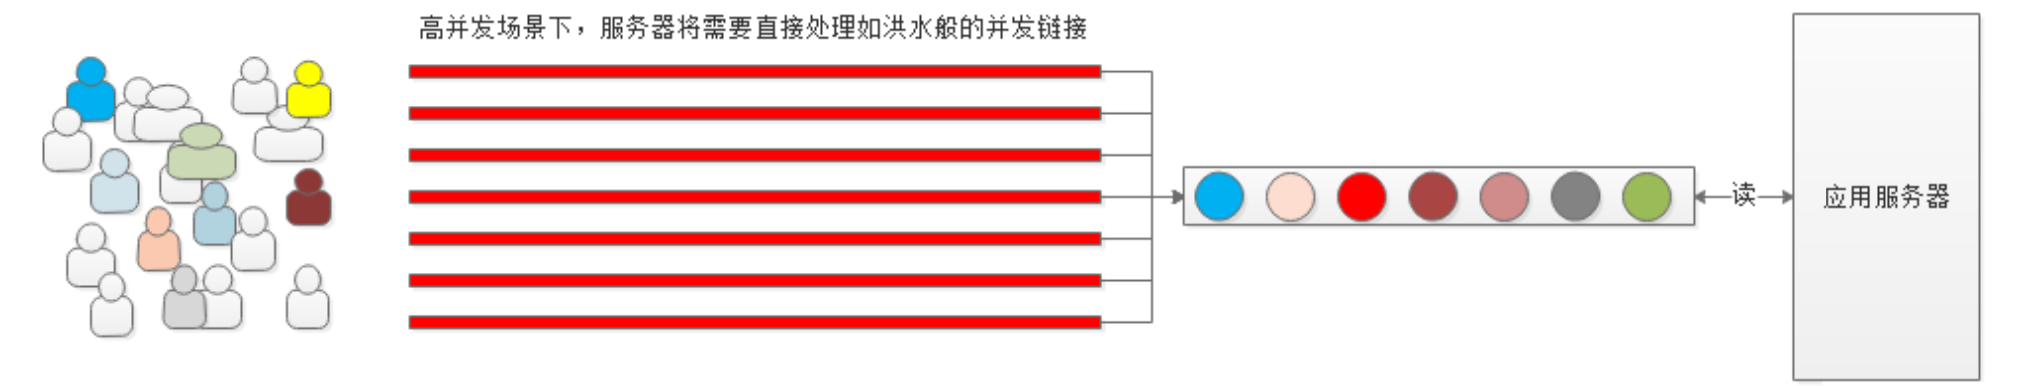 高并发场景下，服务器将需要直接处理如洪水般的并发链接
读
应用服务器